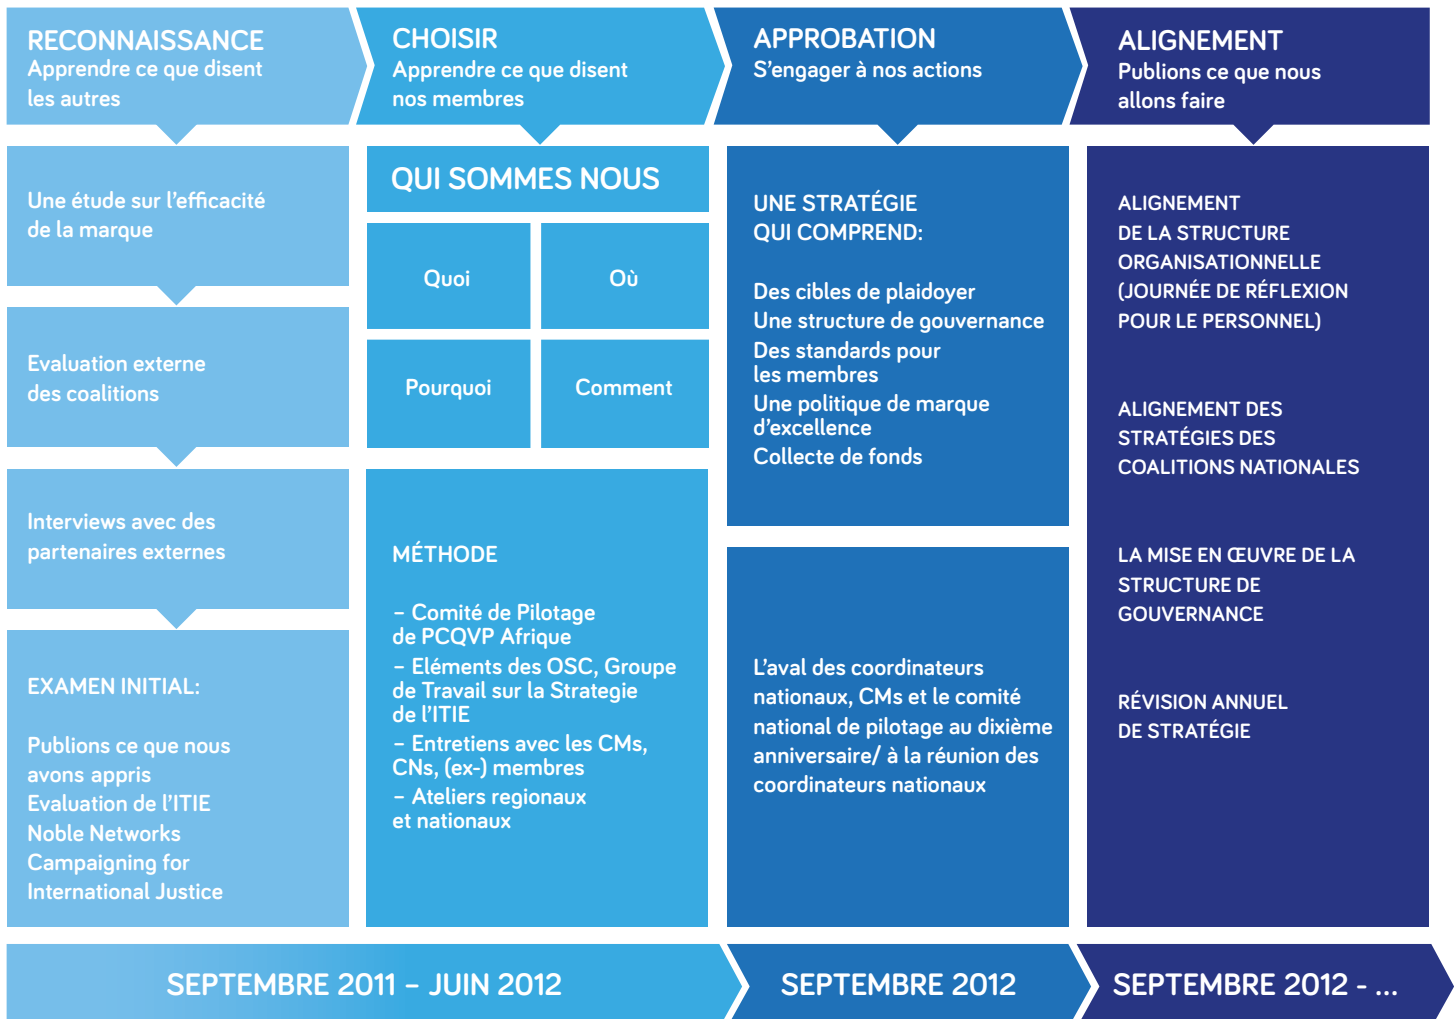 RECONNAISSANCE
Apprendre ce que disent
les autres
CHOISIR
Apprendre ce que disent
nos membres
APPROBATION
S'engager à nos actions
ALIGNEMENT
Publions ce que nous
allons faire
Une étude sur l'efficacité
de la marque
Evaluation externe
des coalitions
Interviews avec des
partenaires externes
EXAMEN INITIAL:
Publions ce que nous
avons appris
Evaluation de l'ITIE
Noble Networks
Campaigning for
International Justice
QUI SOMMES NOUS
Quoi
Où
Pourquoi
Comment
MÉTHODE
– Comité de Pilotage
de PCQVP Afrique
– Eléments des OSC, Groupe
de Travail sur la Strategie
de l'ITIE
– Entretiens avec les CMs,
CNs, (ex-) membres
– Ateliers regionaux
et nationaux
UNE STRATÉGIE
QUI COMPREND:
Des cibles de plaidoyer
Une structure de gouvernance
Des standards pour
les membres
Une politique de marque
d'excellence
Collecte de fonds
L'aval des coordinateurs
nationaux, CMs et le comité
national de pilotage au dixième
anniversaire/ à la réunion des
coordinateurs nationaux
ALIGNEMENT
DE LA STRUCTURE
ORGANISATIONNELLE
(JOURNÉE DE RÉFLEXION
POUR LE PERSONNEL)
ALIGNEMENT DES
STRATÉGIES DES
COALITIONS NATIONALES
LA MISE EN ŒUVRE DE LA
STRUCTURE DE
GOUVERNANCE
RÉVISION ANNUEL
DE STRATÉGIE
SEPTEMBRE 2011 – JUIN 2012
SEPTEMBRE 2012
SEPTEMBRE 2012 - ...